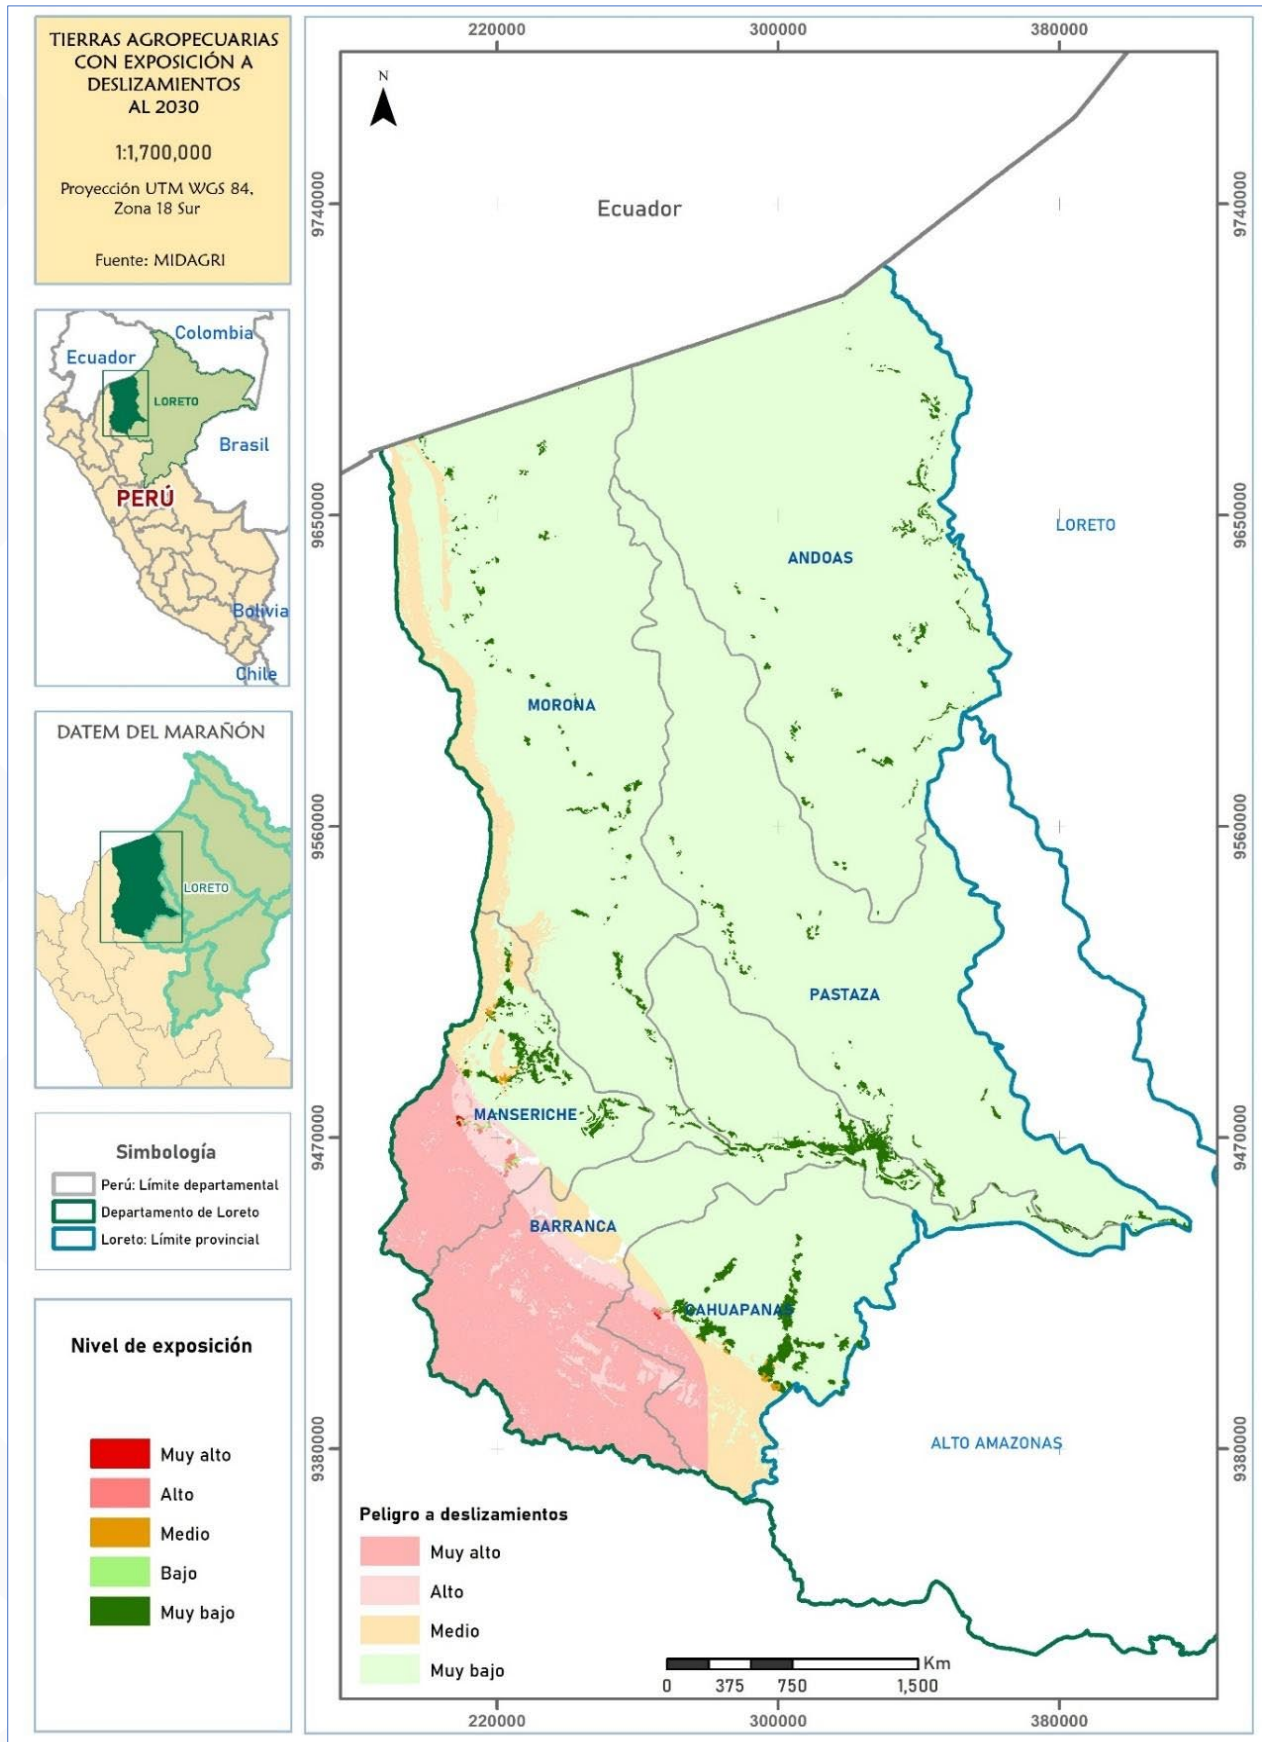 TIERRAS AGROPECUARIAS
CON EXPOSICIÓN A
DESLIZAMIENTOS
AL 2030
1:1,700,000
Proyección UTM WGS 84,
Zona 18 Sur
Fuente: MIDAGRI
Colombia
Ecuador
LORETO
Brasil
PERÚ
Bolivia
Chile
DATEM DEL MARAÑÓN
LORETO
Simbología
Perú: Límite departamental
Departamento de Loreto
Loreto: Límite provincial
Nivel de exposición
Muy alto
Alto
Medio
Bajo
Muy bajo
220000
300000
380000
N
Ecuador
9740000
9740000
9650000
9650000
LORETO
ANDOAS
MORONA
9560000
9560000
PASTAZA
MANSERICHE
9470000
9470000
BARRANCA
CAHUAPANAS
9380000
9380000
ALTO AMAZONAS
Peligro a deslizamientos
Muy alto
Alto
Medio
Muy bajo
Km
0 375 750 1,500
220000
300000
380000